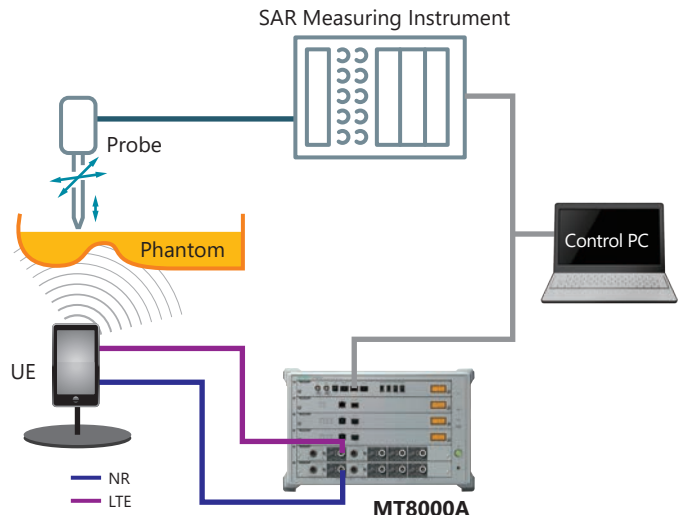 SAR Measuring Instrument
Probe
Phantom
Control PC
UE
NR
LTE
MT8000A